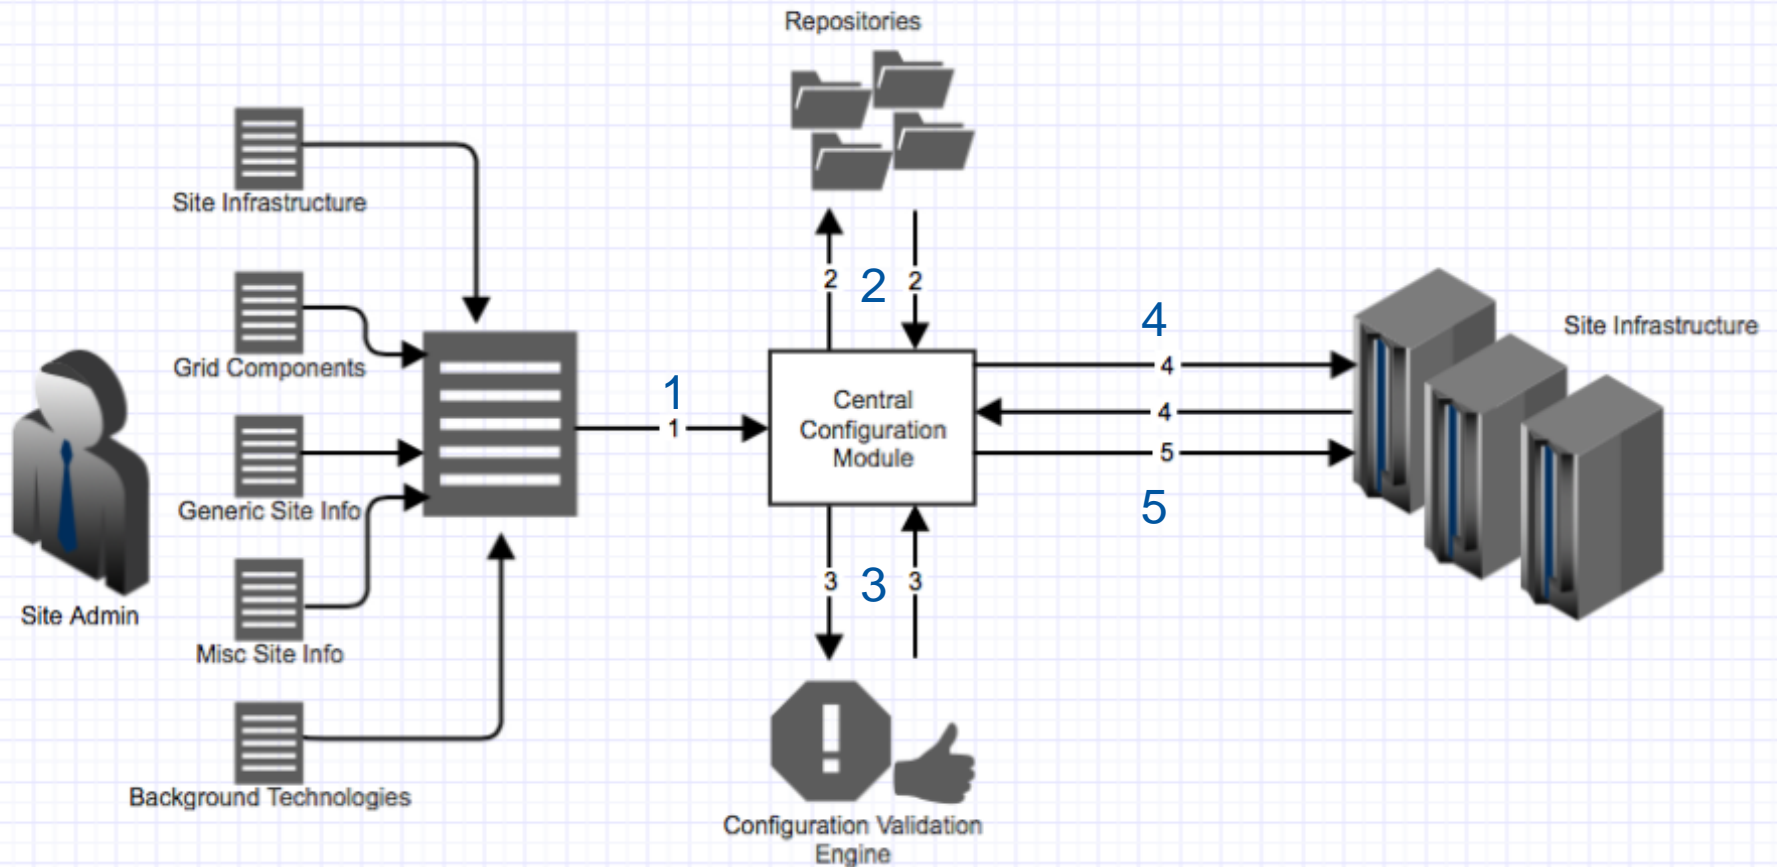 Repositories
Site Infrastructure
Grid Components
Generic Site Info
Misc Site Info
Background Technologies
Site Admin
1
1
2
2
2
Central
Configuration
Module
3
3
3
4
4
4
5
5
Site Infrastructure
Configuration Validation
Engine